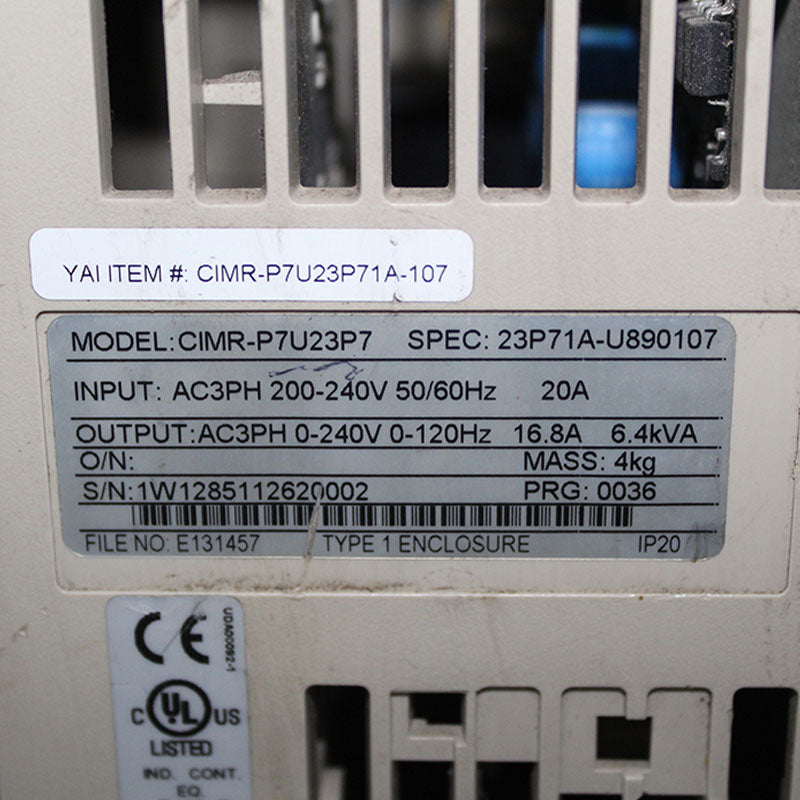 YAI ITEM #: CIMR-P7U23P71A-107
MODEL: CIMR-P7U23P7 SPEC: 23P71A-U890107
INPUT: AC3PH 200-240V 50/60Hz 20A
OUTPUT: AC3PH 0-240V 0-120Hz 16.8A 6.4kVA
O/N: MASS: 4kg
S/N: 1W1285112620002 PRG: 0036
FILE NO: E131457 TYPE 1 ENCLOSURE IP20
CE
UDA00092-1
C UL US
LISTED
IND. CONT.
EQ.